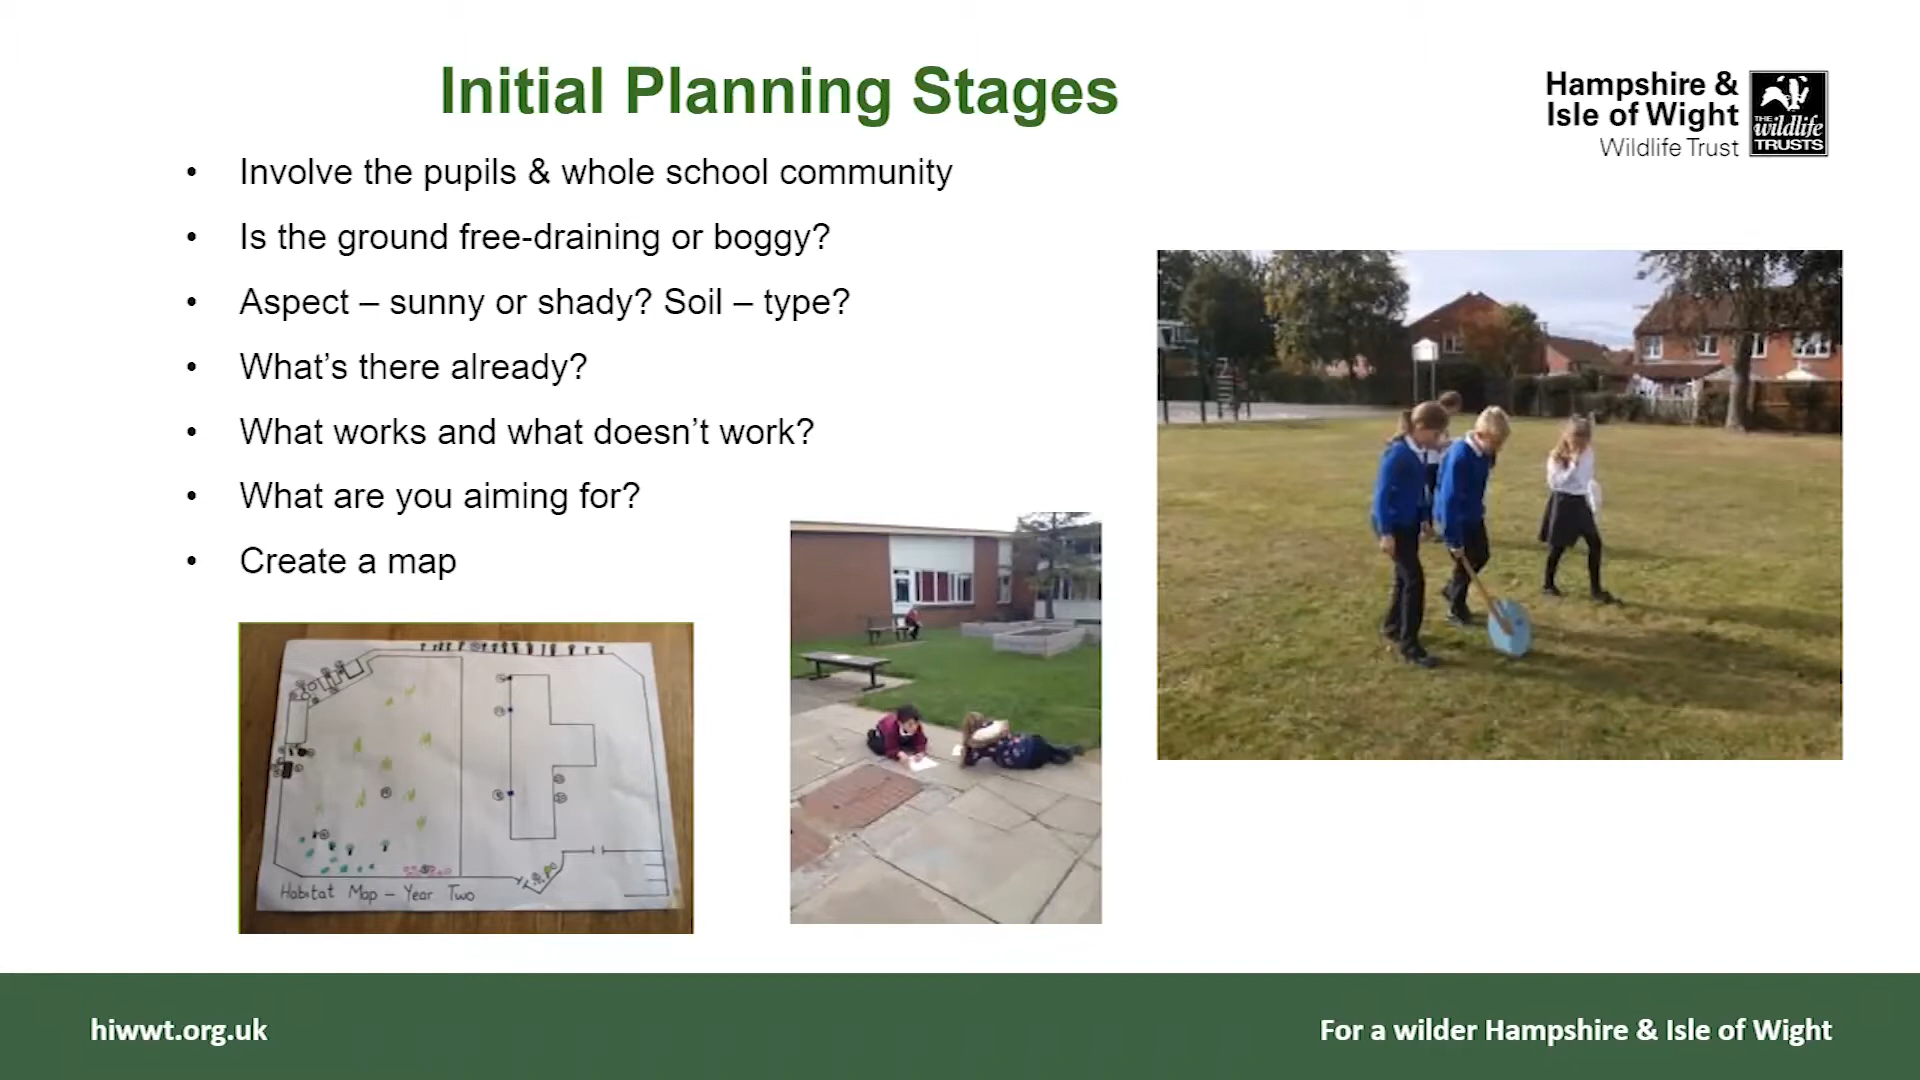 Initial Planning Stages
Hampshire &
Isle of Wight
Wildlife Trust
THE
wildlife
TRUSTS
• Involve the pupils & whole school community
• Is the ground free-draining or boggy?
• Aspect – sunny or shady? Soil – type?
• What’s there already?
• What works and what doesn’t work?
• What are you aiming for?
• Create a map
Habitat Map – Year Two
hiwwt.org.uk
For a wilder Hampshire & Isle of Wight